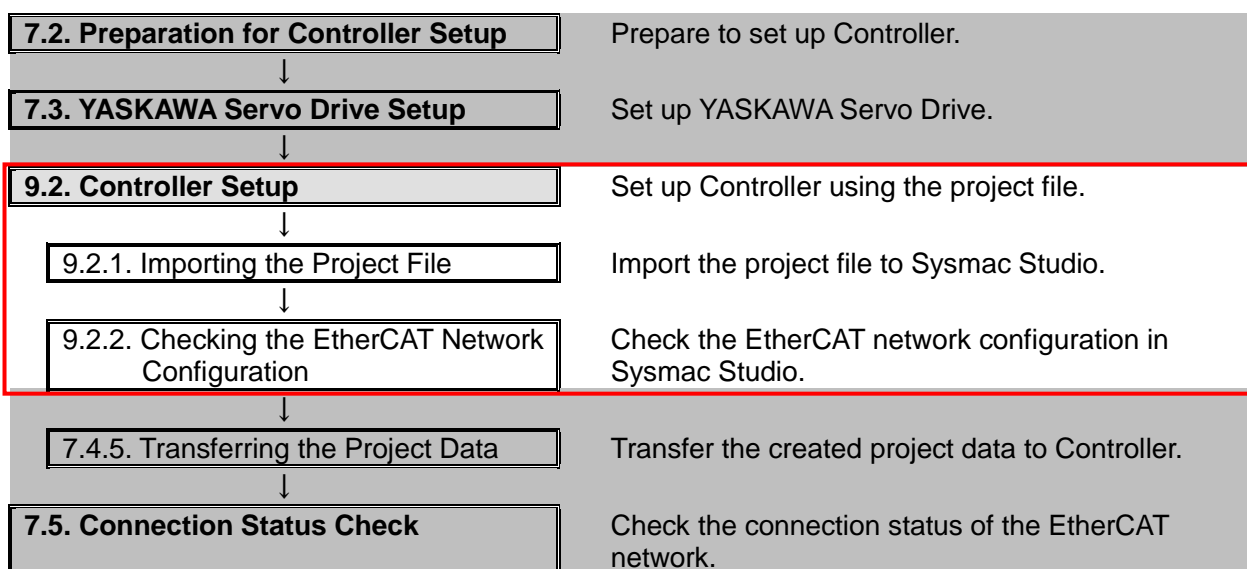 7.2. Preparation for Controller Setup Prepare to set up Controller.
↓
7.3. YASKAWA Servo Drive Setup Set up YASKAWA Servo Drive.
↓
9.2. Controller Setup Set up Controller using the project file.
↓
9.2.1. Importing the Project File Import the project file to Sysmac Studio.
↓
9.2.2. Checking the EtherCAT Network Check the EtherCAT network configuration in
Configuration Sysmac Studio.
↓
7.4.5. Transferring the Project Data Transfer the created project data to Controller.
↓
7.5. Connection Status Check Check the connection status of the EtherCAT
network.